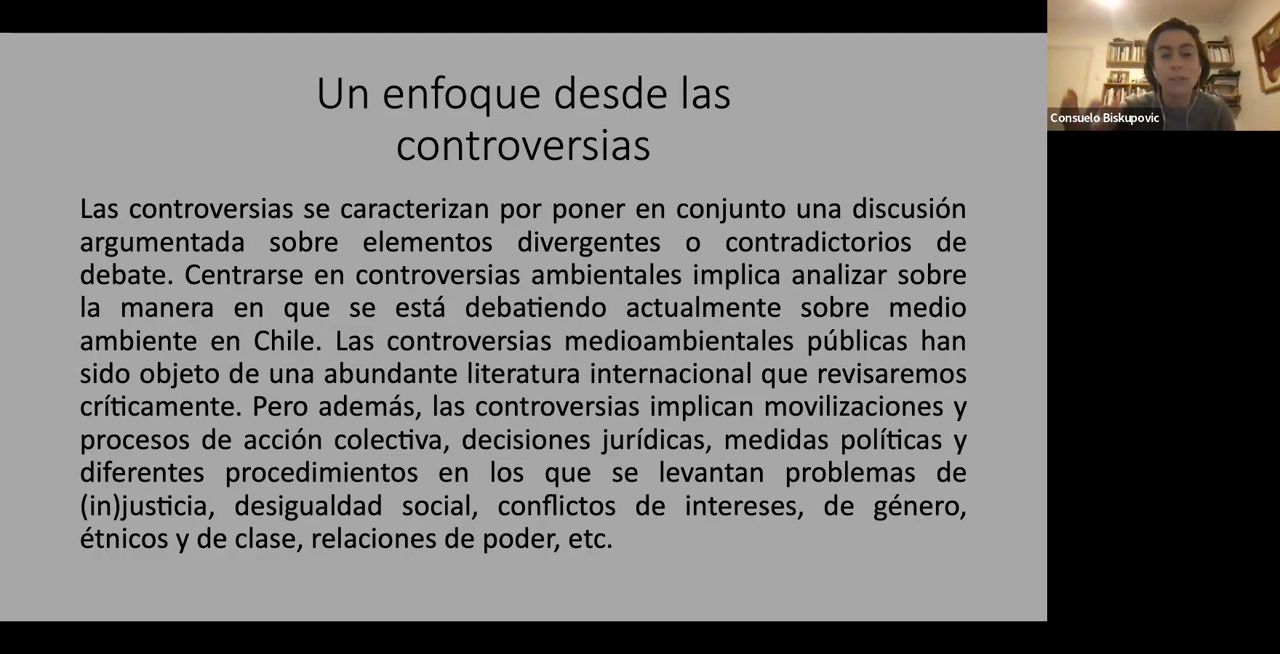 Un enfoque desde las
controversias
Las controversias se caracterizan por poner en conjunto una discusión
argumentada sobre elementos divergentes o contradictorios de
debate. Centrarse en controversias ambientales implica analizar sobre
la manera en que se está debatiendo actualmente sobre medio
ambiente en Chile. Las controversias medioambientales públicas han
sido objeto de una abundante literatura internacional que revisaremos
críticamente. Pero además, las controversias implican movilizaciones y
procesos de acción colectiva, decisiones jurídicas, medidas políticas y
diferentes procedimientos en los que se levantan problemas de
(in)justicia, desigualdad social, conflictos de intereses, de género,
étnicos y de clase, relaciones de poder, etc.
Consuelo Biskupovic